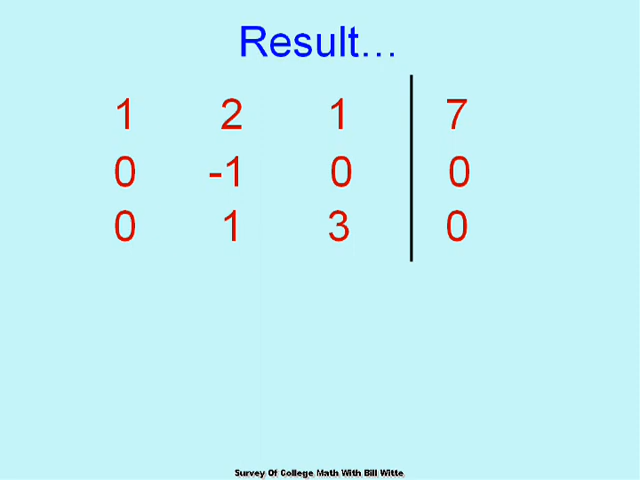 Result...
1 2 1 7
0 -1 0 0
0 1 3 0
Survey Of College Math With Bill Witte